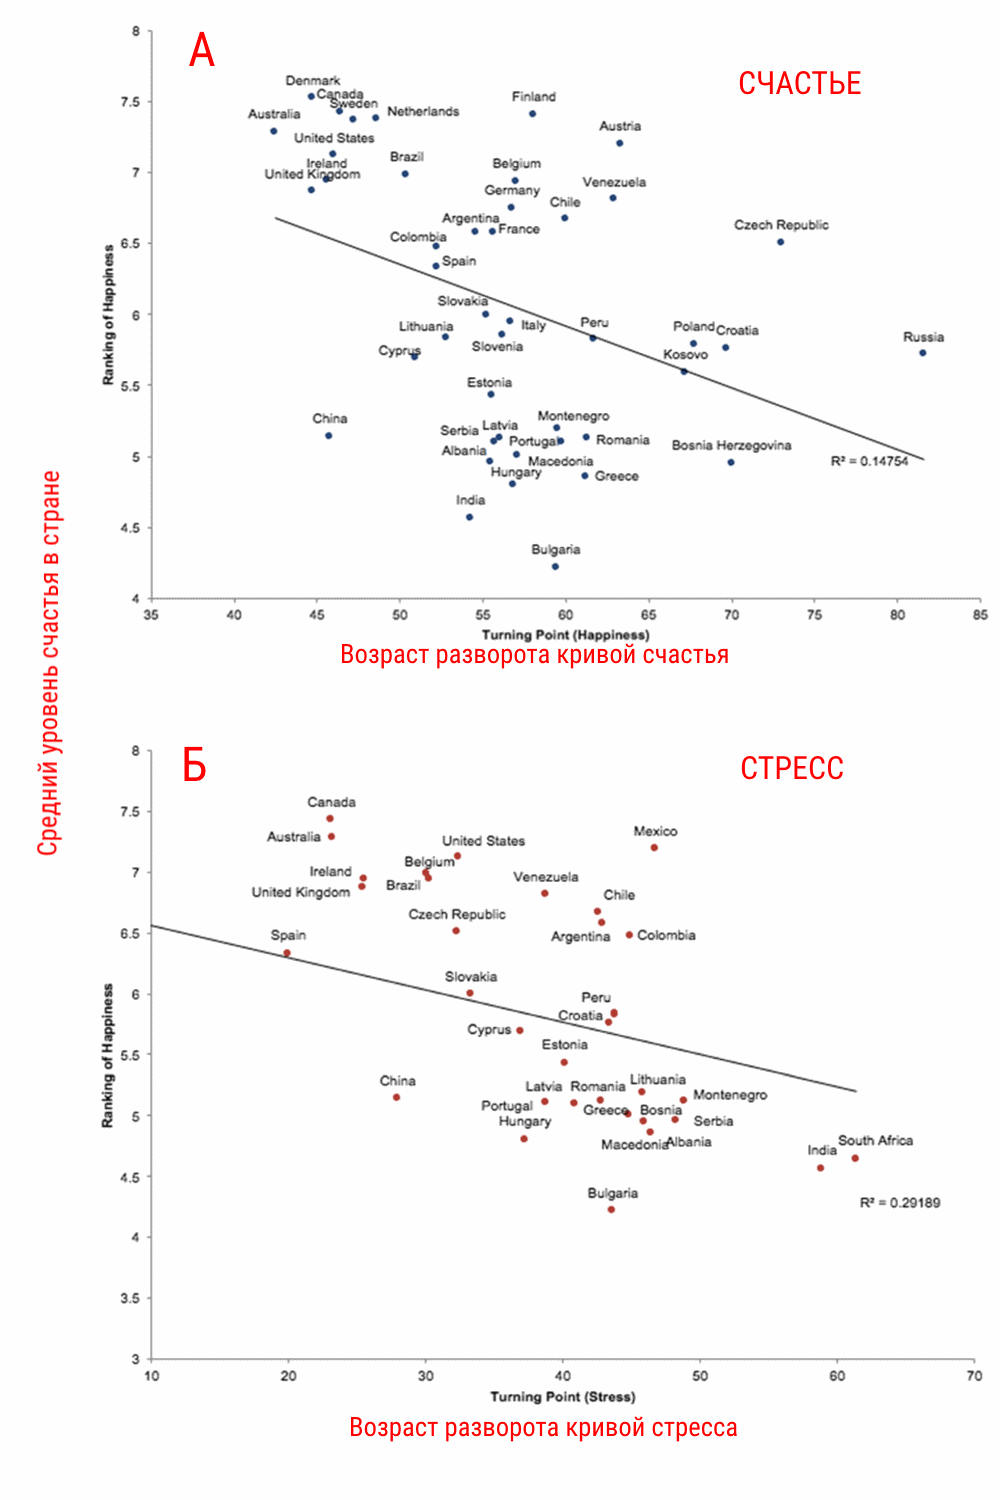 8
А
СЧАСТЬЕ
Denmark
Canada
7.5
Sweden
Finland
Australia
Netherlands
Austria
United States
Ireland
Brazil
Belgium
7
United Kingdom
Venezuela
Germany
Chile
Argentina
France
Czech Republic
6.5
Colombia
Spain
Slovakia
6
Lithuania
Italy
Peru
Poland
Croatia
Russia
Cyprus
Slovenia
Kosovo
5.5
Estonia
China
Montenegro
Serbia
Latvia
Portugal
Romania
Bosnia Herzegovina
5
Albania
Macedonia
R² = 0.14754
Hungary
Greece
India
4.5
Bulgaria
4
35 40 45 50 55 60 65 70 75 80 85
Ranking of Happiness
Turning Point (Happiness)
Возраст разворота кривой счастья
Средний уровень счастья в стране
8
Б
СТРЕСС
Canada
7.5
Australia
United States
Mexico
Ireland
Belgium
7
United Kingdom
Brazil
Venezuela
Chile
Czech Republic
6.5
Spain
Argentina
Colombia
Slovakia
6
Peru
Croatia
Cyprus
Estonia
5.5
China
Latvia
Romania
Lithuania
Montenegro
Portugal
Greece
Bosnia
5
Hungary
Serbia
Macedonia
Albania
South Africa
India
4.5
Bulgaria
R² = 0.29189
4
3.5
3
10 20 30 40 50 60 70
Ranking of Happiness
Turning Point (Stress)
Возраст разворота кривой стресса